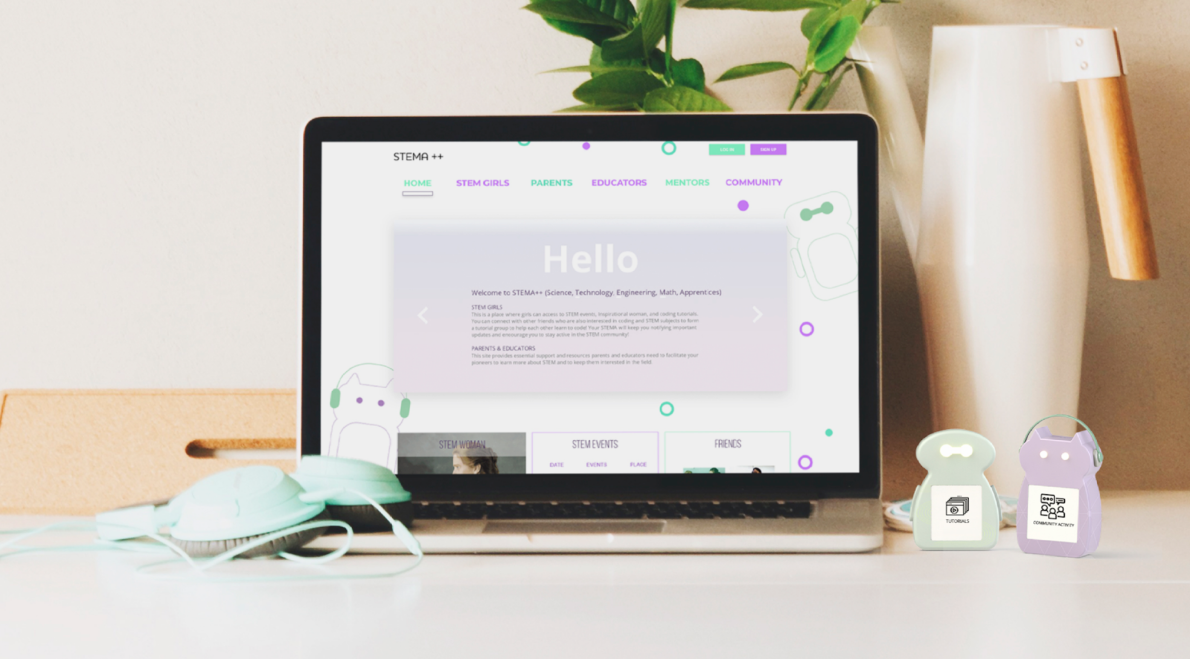 STEMA ++
LOG IN
SIGN UP
HOME STEM GIRLS PARENTS EDUCATORS MENTORS COMMUNITY
Hello
Welcome to STEMA++ (Science, Technology, Engineering, Math, Apprentices)
STEM GIRLS
This is a place where girls can access to STEM events, inspirational women, and coding tutorials.
You can connect with other friends who are also interested in coding and STEM subjects to form
a tutorial group to help each other learn to code! Your STEMA will keep you notifying important
updates and encourage you to stay active to the STEM community!
PARENTS & EDUCATORS
This site provides essential support and resources parents and educators need to facilitate your
pioneers to learn more about STEM and to keep them interested in the field.
STEM WOMAN
STEM EVENTS
FRIENDS
DATE EVENTS PLACE
TUTORIALS
COMMUNITY ACTIVITY